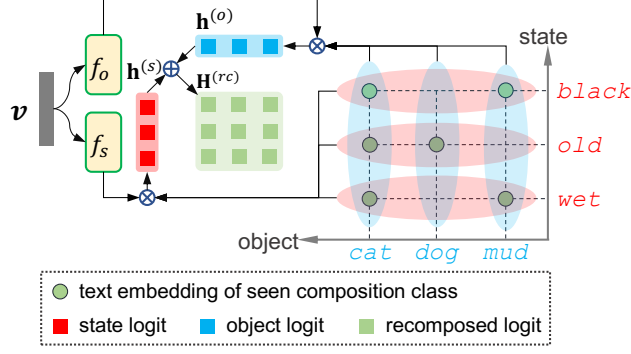 h^(o)
state
f_o
h^(s)
H^(rc)
black
v
old
f_s
wet
object
cat dog mud
text embedding of seen composition class
state logit object logit recomposed logit